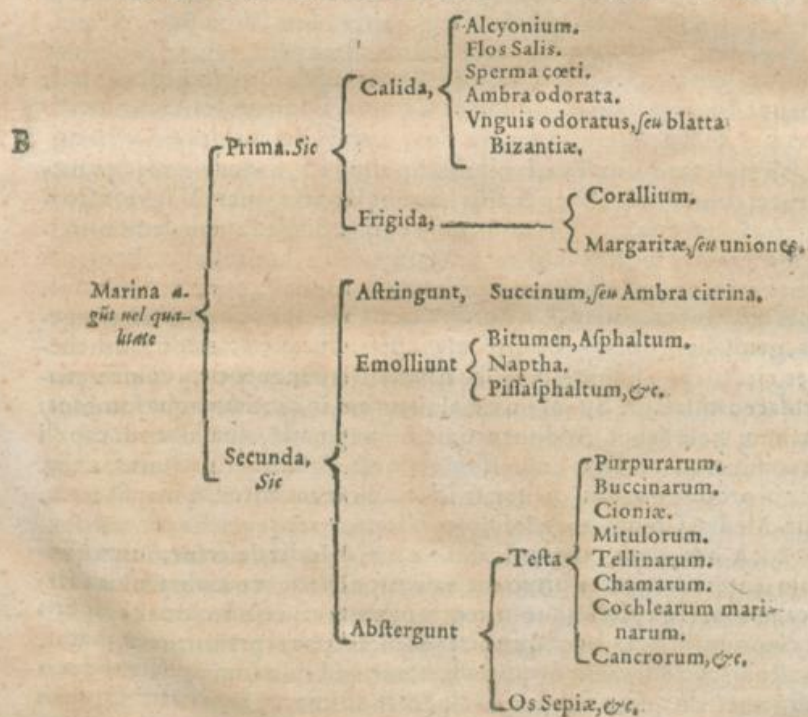 B
Marina a-
gũt vel qua-
litate
Prima. Sic
Calida,
Alcyonium.
Flos Salis.
Sperma cœti.
Ambra odorata.
Vnguis odoratus, ſeu blatta
Bizantiæ,
Frigida,
Corallium.
Margaritæ, ſeu uniones.
Secunda,
Sic
Aſtringunt, Succinum, ſeu Ambra citrina.
Emolliunt
Bitumen, Aſphaltum.
Naptha.
Piſſaſphaltum, &c.
Abſtergunt
Teſta
Purpurarum.
Buccinarum.
Cioniæ.
Mitulorum.
Tellinarum.
Chamarum.
Cochlearum mari-
narum.
Cancrorum, &c.
Os Sepiæ, &c.